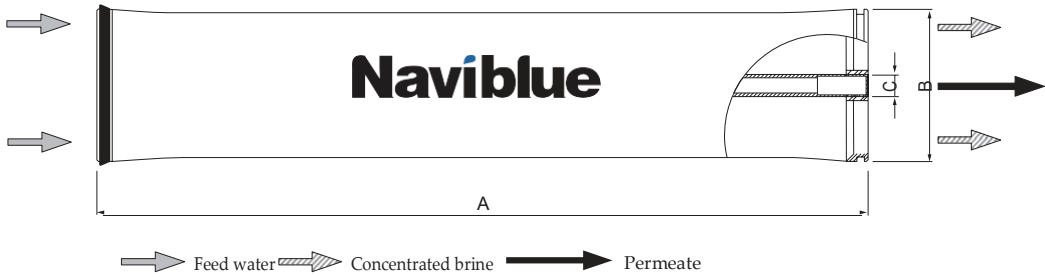 Naviblue
C
B
A
Feed water
Concentrated brine
Permeate